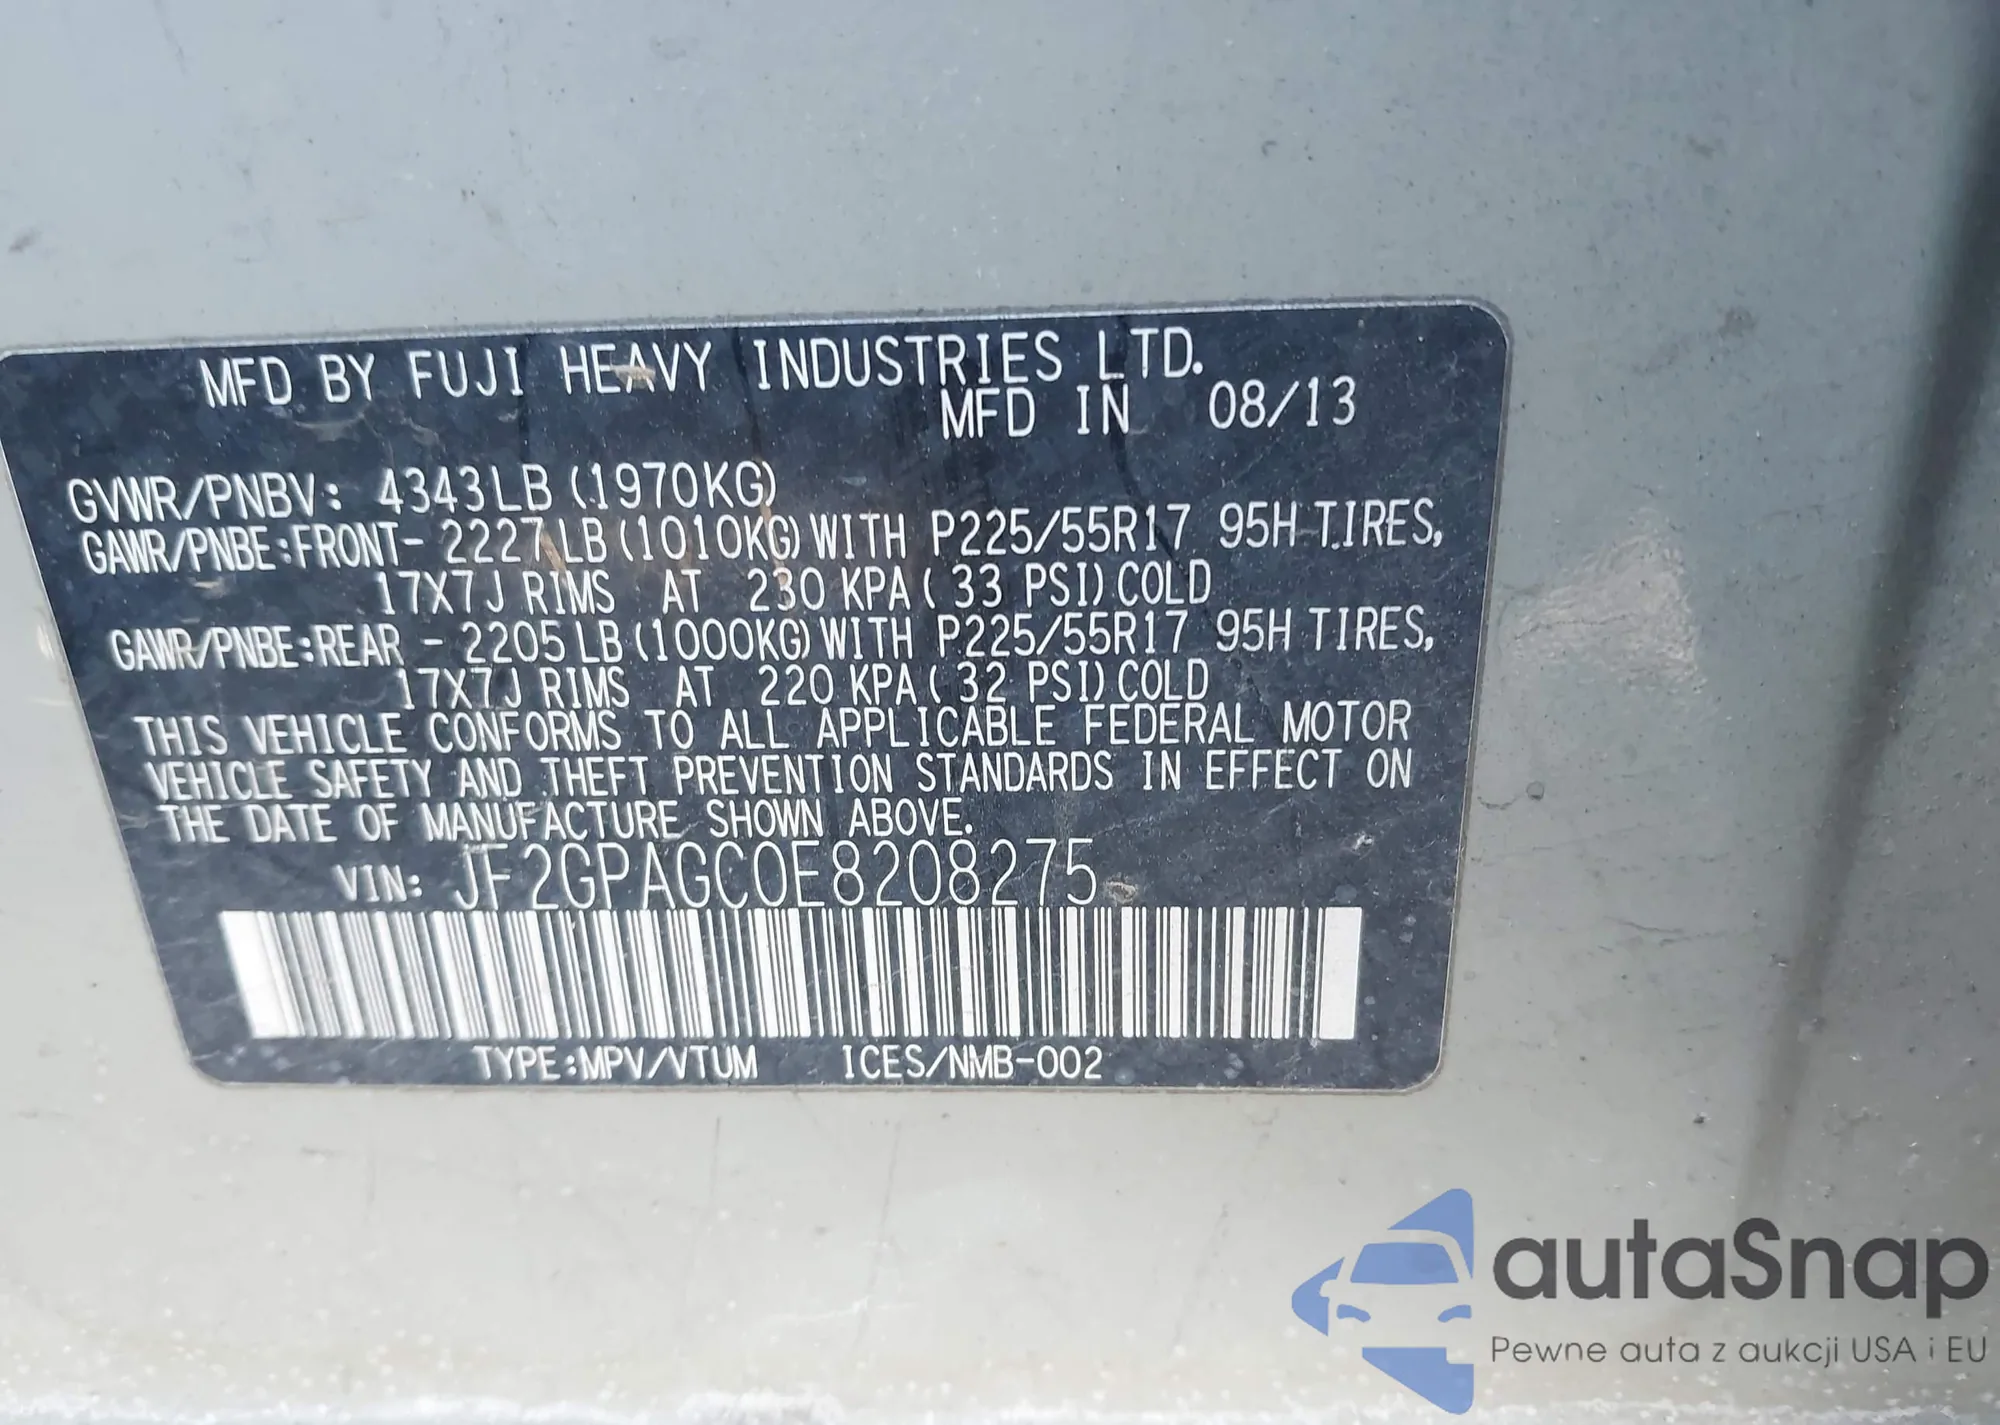 MFD BY FUJI HEAVY INDUSTRIES LTD.
MFD IN 08/13
GVWR/PNBV: 4343LB(1970KG)
GAWR/PNBE:FRONT- 2227LB(1010KG)WITH P225/55R17 95H TIRES,
17X7J RIMS AT 230 KPA( 33 PSI)COLD
GAWR/PNBE:REAR - 2205LB(1000KG)WITH P225/55R17 95H TIRES,
17X7J RIMS AT 220 KPA( 32 PSI)COLD
THIS VEHICLE CONFORMS TO ALL APPLICABLE FEDERAL MOTOR
VEHICLE SAFETY AND THEFT PREVENTION STANDARDS IN EFFECT ON
THE DATE OF MANUFACTURE SHOWN ABOVE.
VIN: JF2GPAGC0E8208275
TYPE:MPV/VTUM ICES/NMB-002
autaSnap
Pewne auta z aukcji USA i EU